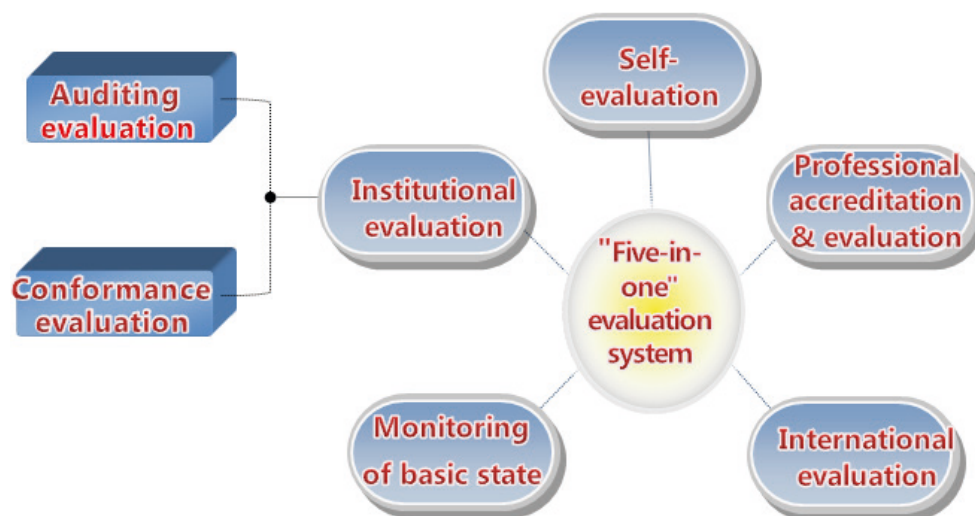 Self-
evaluation
Auditing
evaluation
Institutional
evaluation
Professional
accreditation
& evaluation
"Five-in-
one"
evaluation
system
Conformance
evaluation
Monitoring
of basic state
International
evaluation